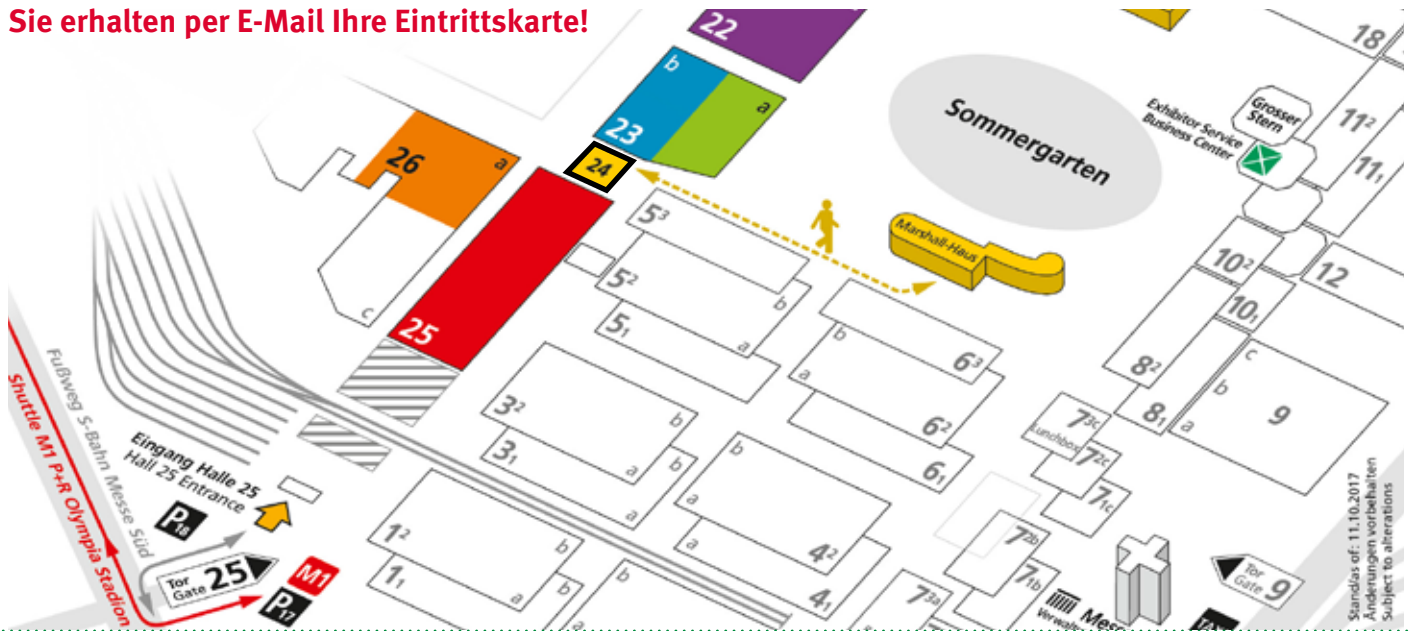 Sie erhalten per E-Mail Ihre Eintrittskarte!
22
b
a
23
24
26
a
c
25
Sommergarten
Marshall-Haus
Exhibitor Service
Business Center
Grosser
Stern
18
11²
11₁
10²
10₁
12
8²
8₁
c
b
a
9
5³
5²
b
5₁
a
6³
b
a
6²
6₁
3²
b
3₁
a
b
a
1²
b
1₁
a
b
a
b
a
a
4²
4₁
b
7³ᶜ
Lunchbox
7²ᶜ
7₁c
7²ᵇ
7₁b
7³ᵃ
Eingang Halle 25
Hall 25 Entrance
P18
Tor
Gate 25
M1
P17
Fußweg S-Bahn Messe Süd
Shuttle M1 P+R Olympia Stadion
Tor
Gate 9
Stand/as of: 11.10.2017
Änderungen vorbehalten
Subject to alterations